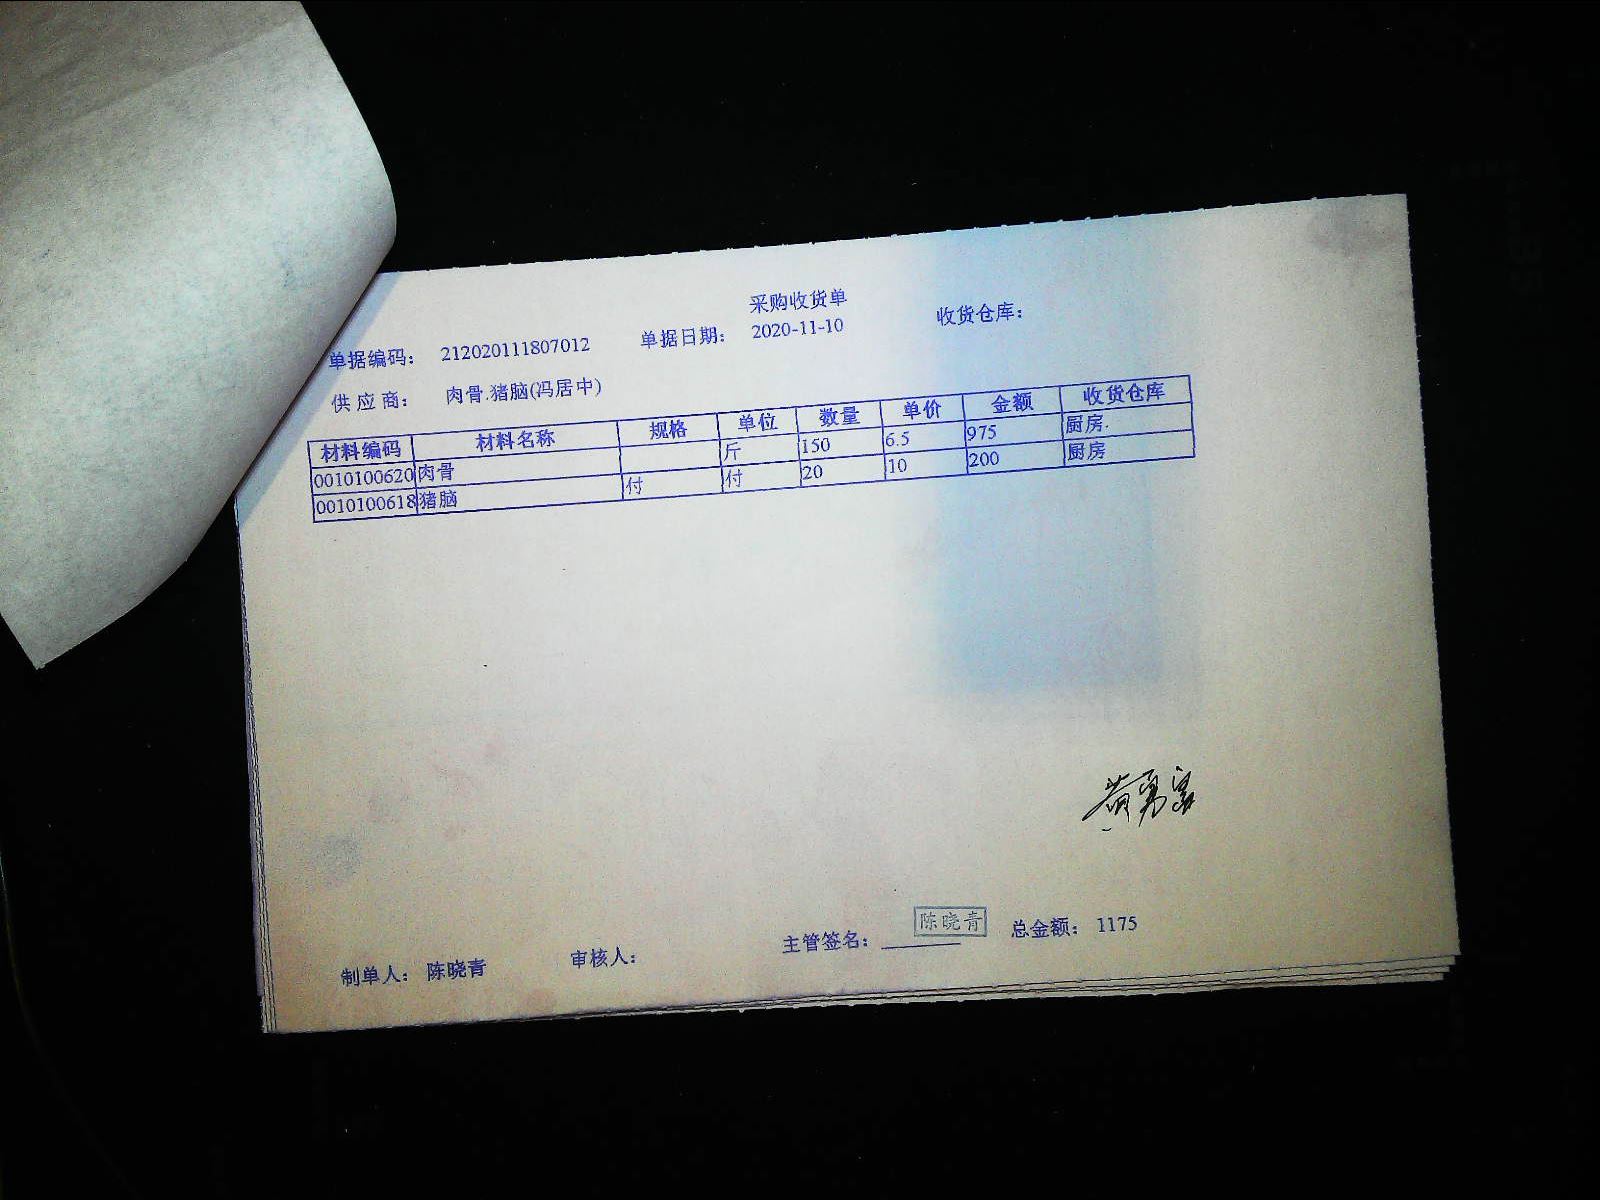 采购收货单
单据编码： 212020111807012 单据日期： 2020-11-10 收货仓库：
供应商： 肉骨.猪脑(冯居中)
材料编码 材料名称 规格 单位 数量 单价 金额 收货仓库
0010100620 肉骨 斤 150 6.5 975 厨房.
0010100618 猪脑 付 付 20 10 200 厨房
黄勇富
制单人： 陈晓青 审核人： 主管签名： 陈晓青 总金额： 1175